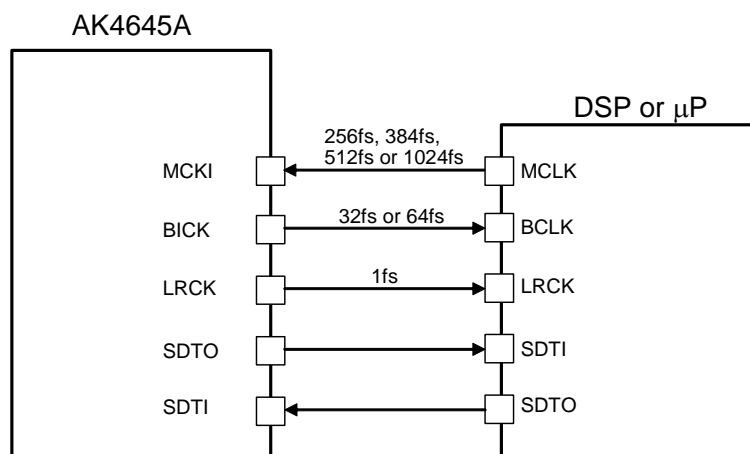 AK4645A
DSP or μP
256fs, 384fs,
512fs or 1024fs
MCKI
MCLK
32fs or 64fs
BICK
BCLK
1fs
LRCK
LRCK
SDTO
SDTI
SDTI
SDTO